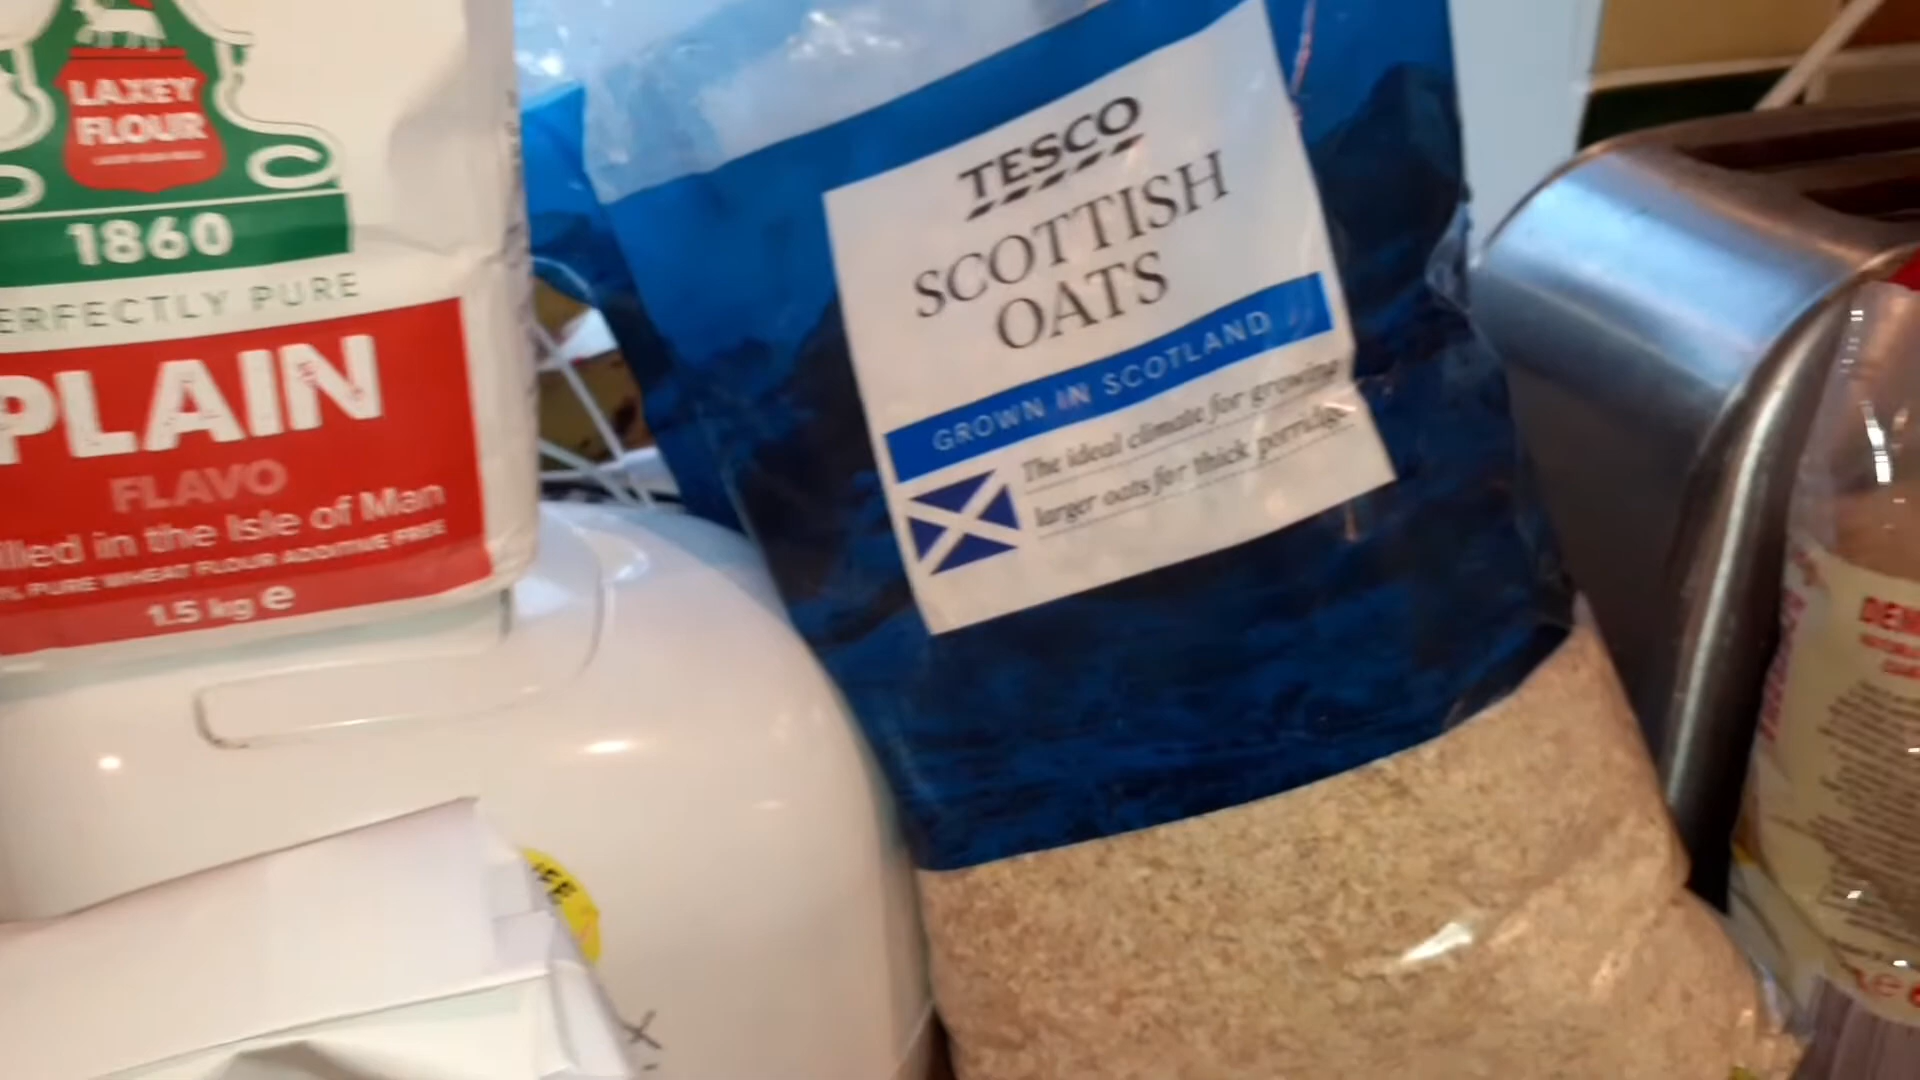 LAXEY
FLOUR
1860
ERFECTLY PURE
PLAIN
FLAVO
illed in the Isle of Man
PURE WHEAT FLOUR ADDITIVE FREE
1.5 kg e
TESCO
SCOTTISH
OATS
GROWN IN SCOTLAND
The ideal climate for growing
larger oats for thick porridge.